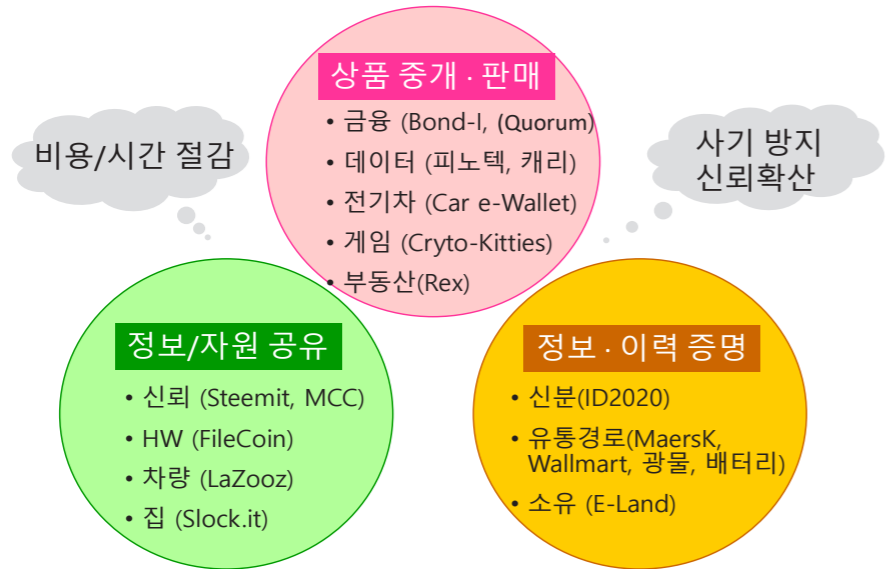 상품 중개 · 판매
• 금융 (Bond-I, (Quorum)
• 데이터 (피노텍, 캐리)
• 전기차 (Car e-Wallet)
• 게임 (Cryto-Kitties)
• 부동산(Rex)
비용/시간 절감
사기 방지
신뢰확산
정보/자원 공유
• 신뢰 (Steemit, MCC)
• HW (FileCoin)
• 차량 (LaZooz)
• 집 (Slock.it)
정보 · 이력 증명
• 신분(ID2020)
• 유통경로(MaersK,
Wallmart, 광물, 배터리)
• 소유 (E-Land)